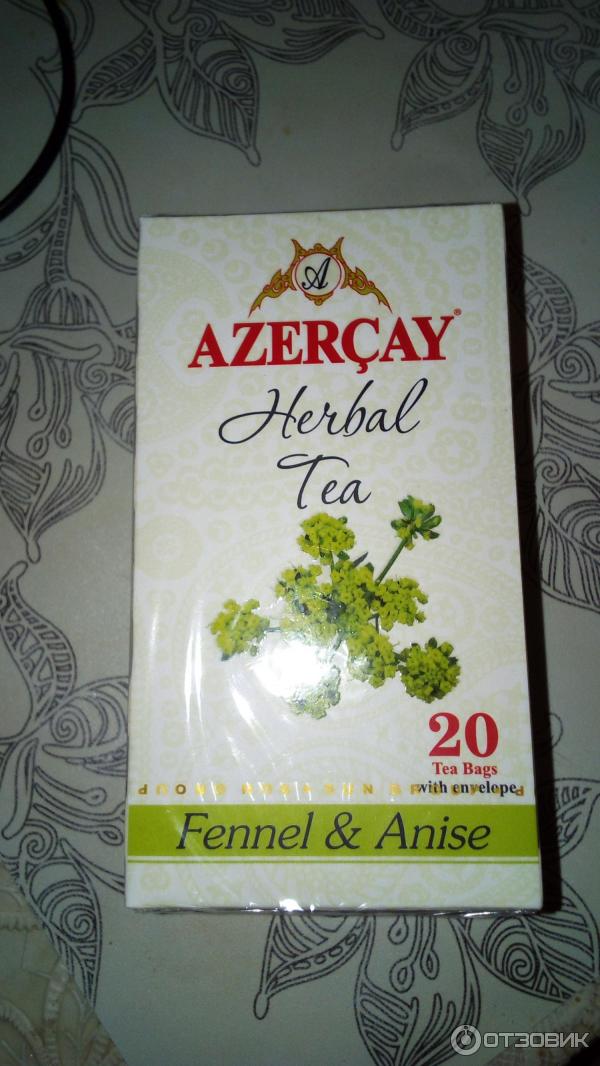 A
AZERÇAY®
Herbal
Tea
20
Tea Bags
with envelope
Fennel & Anise
ОТЗОВИК